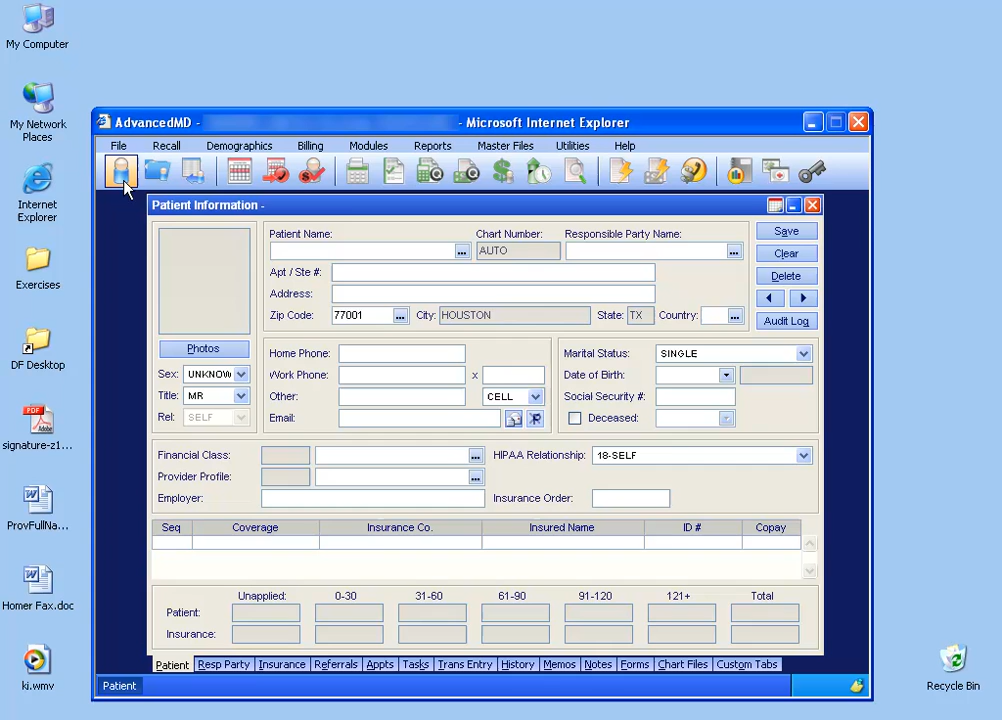 My Computer
My Network Places
Internet Explorer
Exercises
DF Desktop
signature-z1...
ProvFullNa...
Homer Fax.doc
ki.wmv
Recycle Bin
AdvancedMD - - Microsoft Internet Explorer
File Recall Demographics Billing Modules Reports Master Files Utilities Help
Patient Information -
Patient Name: Chart Number: Responsible Party Name: Save
... AUTO ...
Clear
Apt / Ste #: Delete
Address:
Zip Code: 77001 ... City: HOUSTON State: TX Country: ... Audit Log
Photos
Home Phone: Marital Status: SINGLE
Sex: UNKNOW Work Phone: x Date of Birth:
Title: MR Other: CELL Social Security #:
Rel: SELF Email: Deceased:
Financial Class: ... HIPAA Relationship: 18-SELF
Provider Profile: ...
Employer: Insurance Order:
Seq Coverage Insurance Co. Insured Name ID # Copay
Unapplied: 0-30 31-60 61-90 91-120 121+ Total
Patient:
Insurance:
Patient Resp Party Insurance Referrals Appts Tasks Trans Entry History Memos Notes Forms Chart Files Custom Tabs
Patient